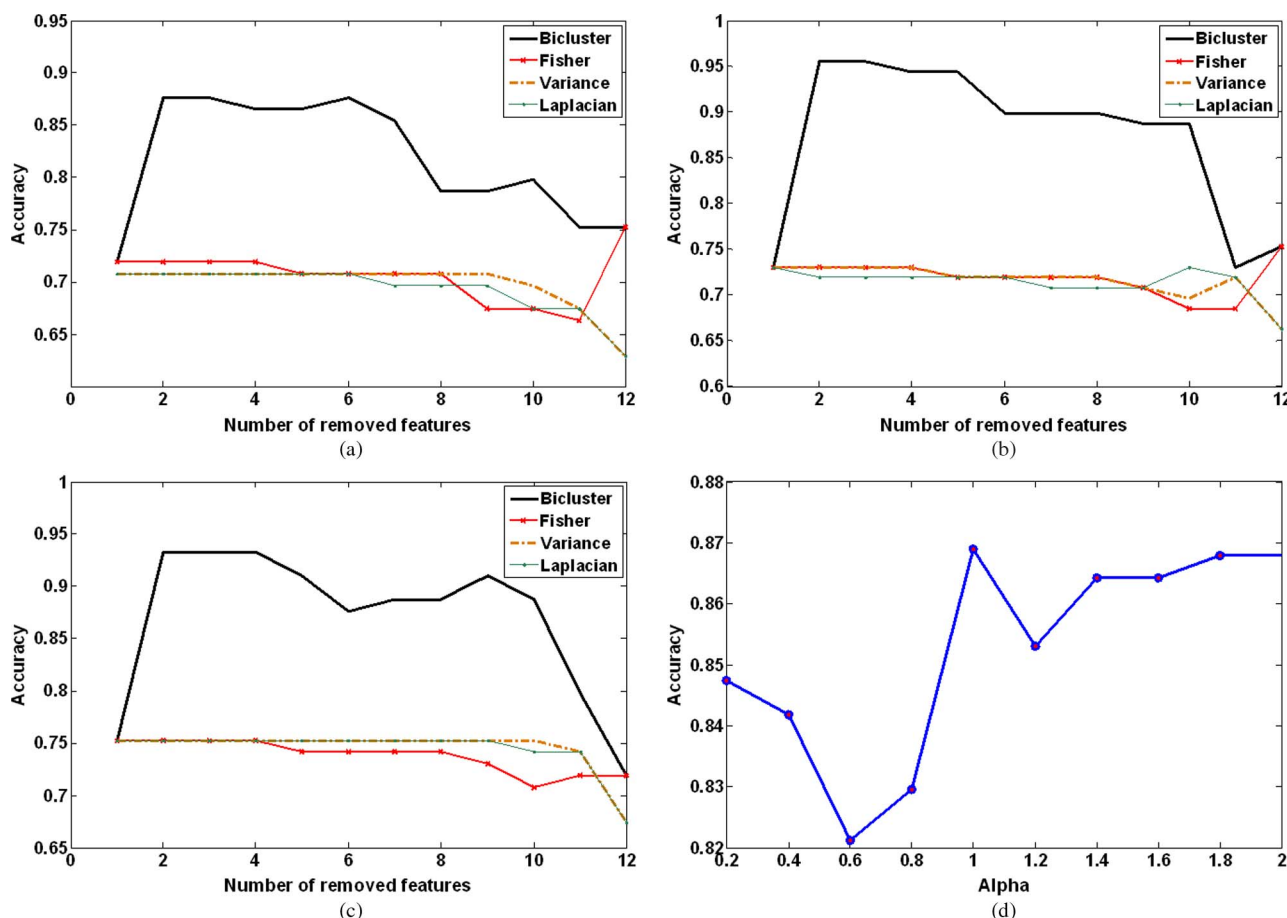 0.95
0.9
0.85
0.8
0.75
0.7
0.65
Accuracy
Bicluster
Fisher
Variance
Laplacian
0 2 4 6 8 10 12
Number of removed features
(a)
1
0.95
0.9
0.85
0.8
0.75
0.7
0.65
0.6
Accuracy
Bicluster
Fisher
Variance
Laplacian
0 2 4 6 8 10 12
Number of removed features
(b)
1
0.95
0.9
0.85
0.8
0.75
0.7
0.65
Accuracy
Bicluster
Fisher
Variance
Laplacian
0 2 4 6 8 10 12
Number of removed features
(c)
0.88
0.87
0.86
0.85
0.84
0.83
0.82
Accuracy
0.2 0.4 0.6 0.8 1 1.2 1.4 1.6 1.8 2
Alpha
(d)